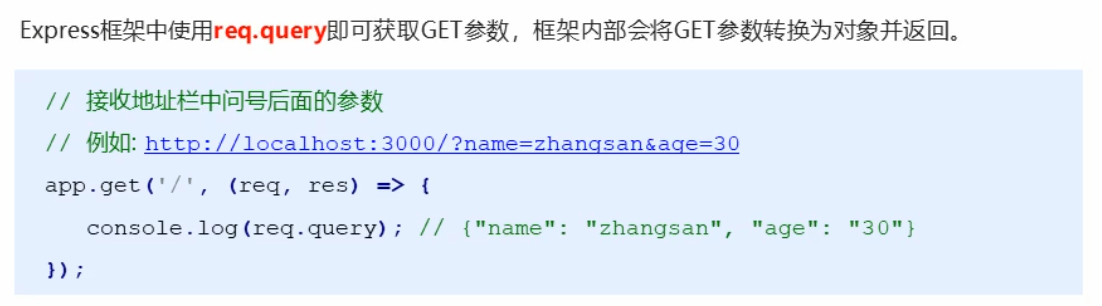 Express框架中使用req.query即可获取GET参数，框架内部会将GET参数转换为对象并返回。
// 接收地址栏中问号后面的参数
// 例如: http://localhost:3000/?name=zhangsan&age=30
app.get('/', (req, res) => {
console.log(req.query); // {"name": "zhangsan", "age": "30"}
});